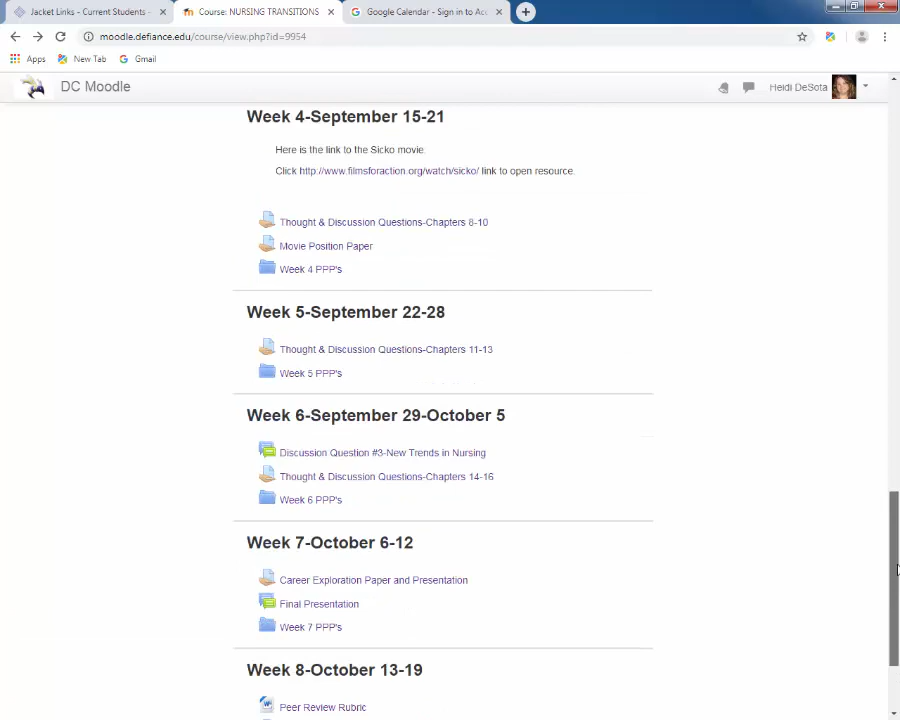 Jacket Links - Current Students -
Course: NURSING TRANSITIONS
Google Calendar - Sign in to Acc
moodle.defiance.edu/course/view.php?id=9954
Apps
New Tab
Gmail
DC Moodle
Heidi DeSota
Week 4-September 15-21
Here is the link to the Sicko movie.
Click http://www.filmsforaction.org/watch/sicko/ link to open resource.
Thought & Discussion Questions-Chapters 8-10
Movie Position Paper
Week 4 PPP's
Week 5-September 22-28
Thought & Discussion Questions-Chapters 11-13
Week 5 PPP's
Week 6-September 29-October 5
Discussion Question #3-New Trends in Nursing
Thought & Discussion Questions-Chapters 14-16
Week 6 PPP's
Week 7-October 6-12
Career Exploration Paper and Presentation
Final Presentation
Week 7 PPP's
Week 8-October 13-19
Peer Review Rubric